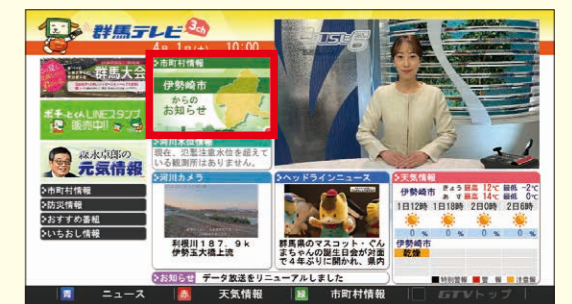 群馬テレビ 3ch
4月 1日(土) 10:00
群馬大会
ポチっとくんLINEスタンプ
販売中!!
森永卓郎の
元気情報
>市町村情報
>防災情報
>おすすめ番組
>いちおし情報
>市町村情報
伊勢崎市
からの
お知らせ
>河川水位情報
現在、氾濫注意水位を超えて
いる観測所はありません。
>河川カメラ
利根川187.9k
伊勢玉大橋上流
>ヘッドラインニュース
群馬県のマスコット・ぐん
まちゃんの誕生日会が対面
で4年ぶりに開かれ、県内
>天気情報
伊勢崎市 きょう 最高 12℃ 最低 -2℃
あす 最高 14℃ 最低 0℃
1日12時 1日18時 2日0時 2日6時
0 % 0 % 0 % 0 %
伊勢崎市
乾燥
特別警報 警 報 注意報
>お知らせ データ放送をリニューアルしました
青 ニュース 赤 天気情報 緑 市町村情報 GTVトップ